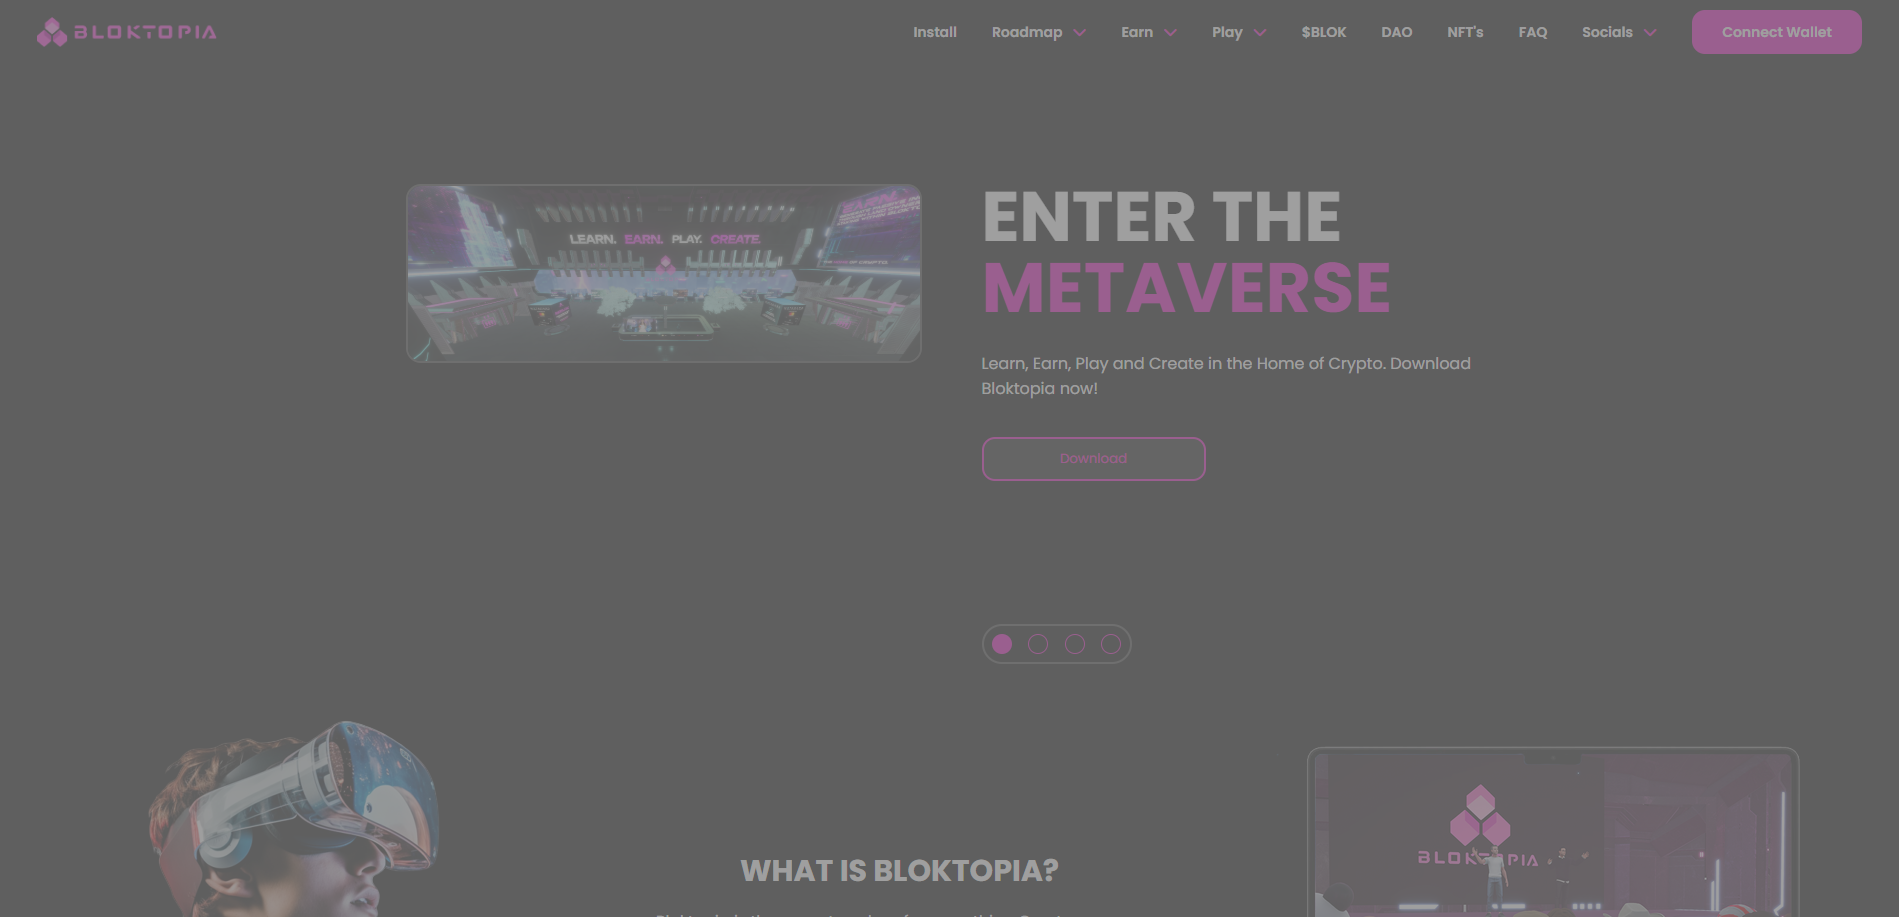 BLOKTOPIA
Install Roadmap Earn Play $BLOK DAO NFT's FAQ Socials Connect Wallet
LEARN. EARN. PLAY. CREATE.
ENTER THE
METAVERSE
Learn, Earn, Play and Create in the Home of Crypto. Download
Bloktopia now!
Download
BLOKTOPIA
WHAT IS BLOKTOPIA?